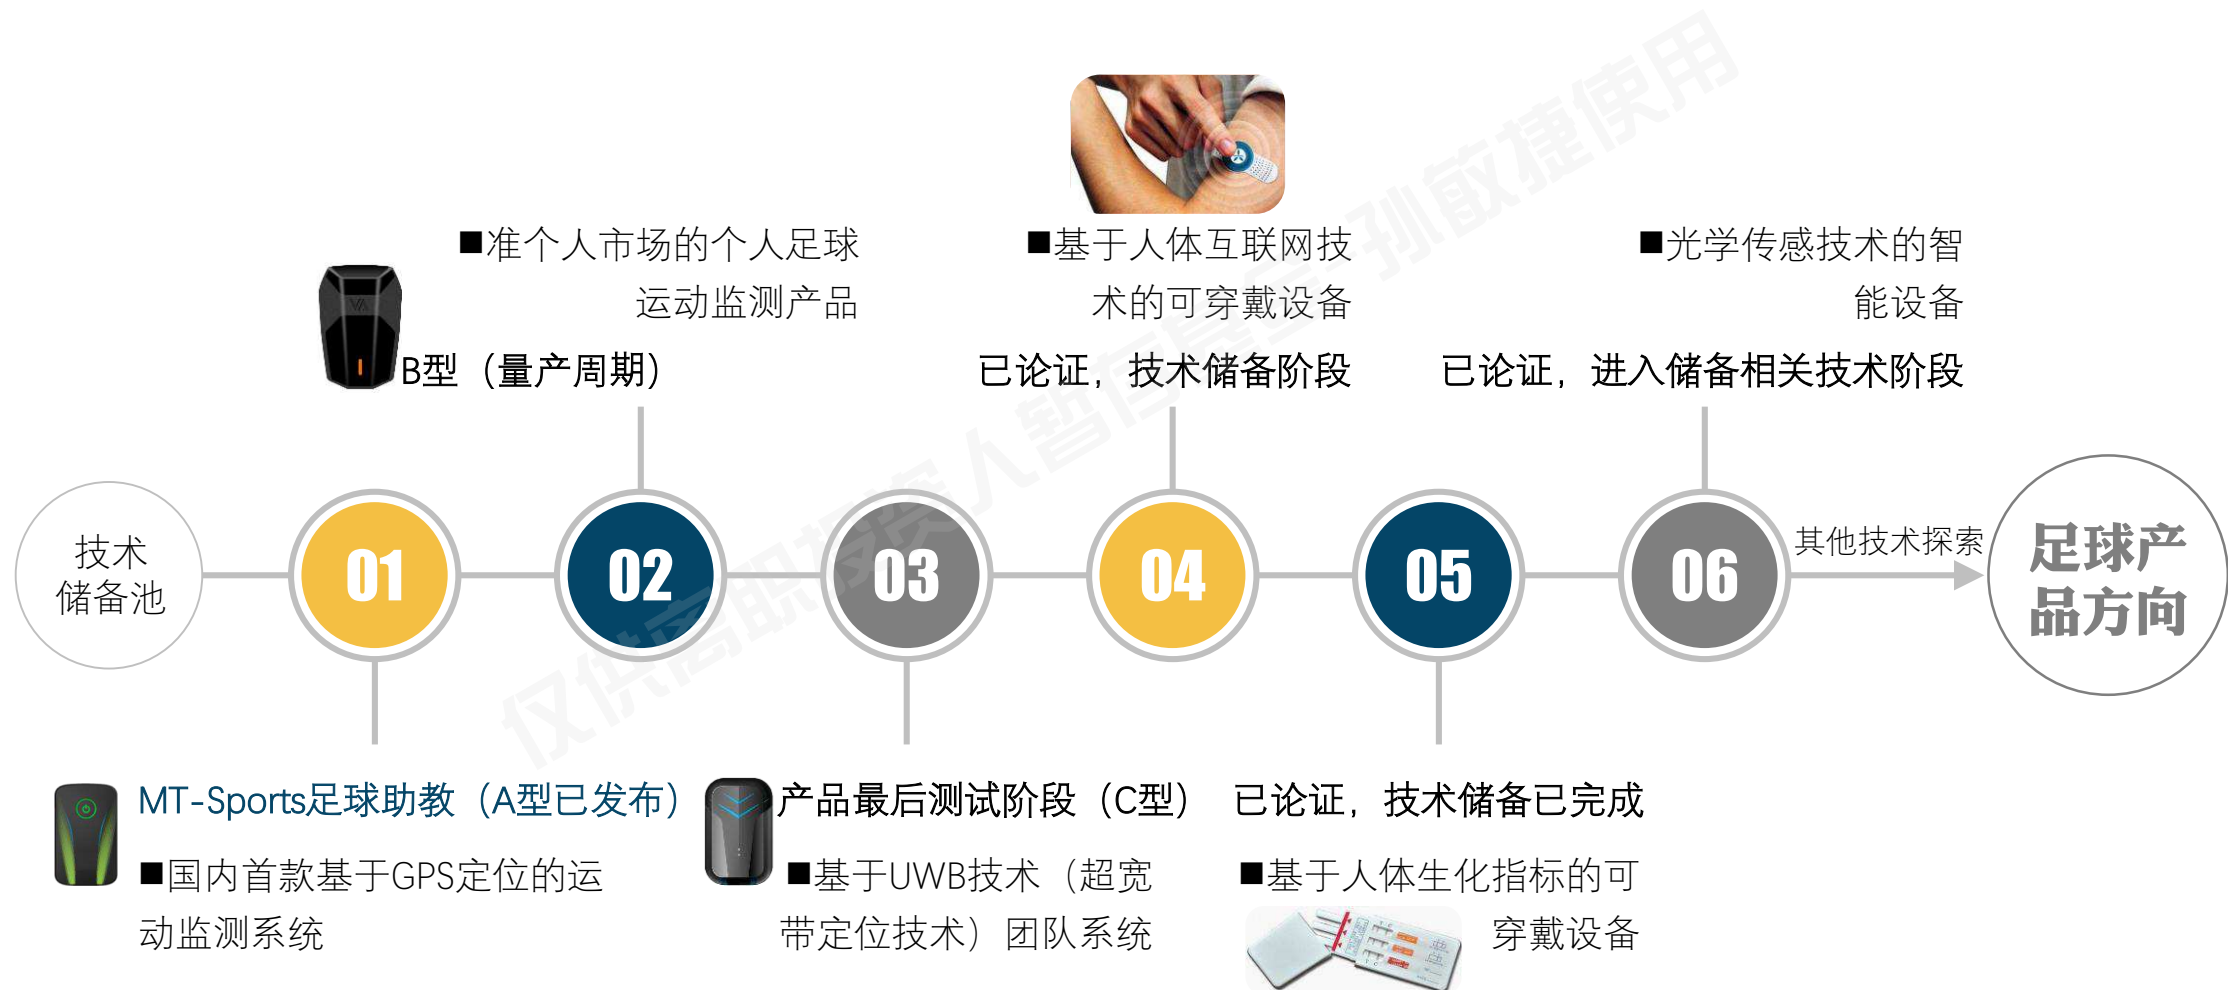 ■准个人市场的个人足球
运动监测产品
B型（量产周期）
■基于人体互联网技
术的可穿戴设备
已论证，技术储备阶段
■光学传感技术的智
能设备
已论证，进入储备相关技术阶段
技术
储备池
01
02
03
04
05
06
其他技术探索
足球产
品方向
MT-Sports足球助教（A型已发布）
■国内首款基于GPS定位的运
动监测系统
产品最后测试阶段（C型）
■基于UWB技术（超宽
带定位技术）团队系统
已论证，技术储备已完成
■基于人体生化指标的可
穿戴设备